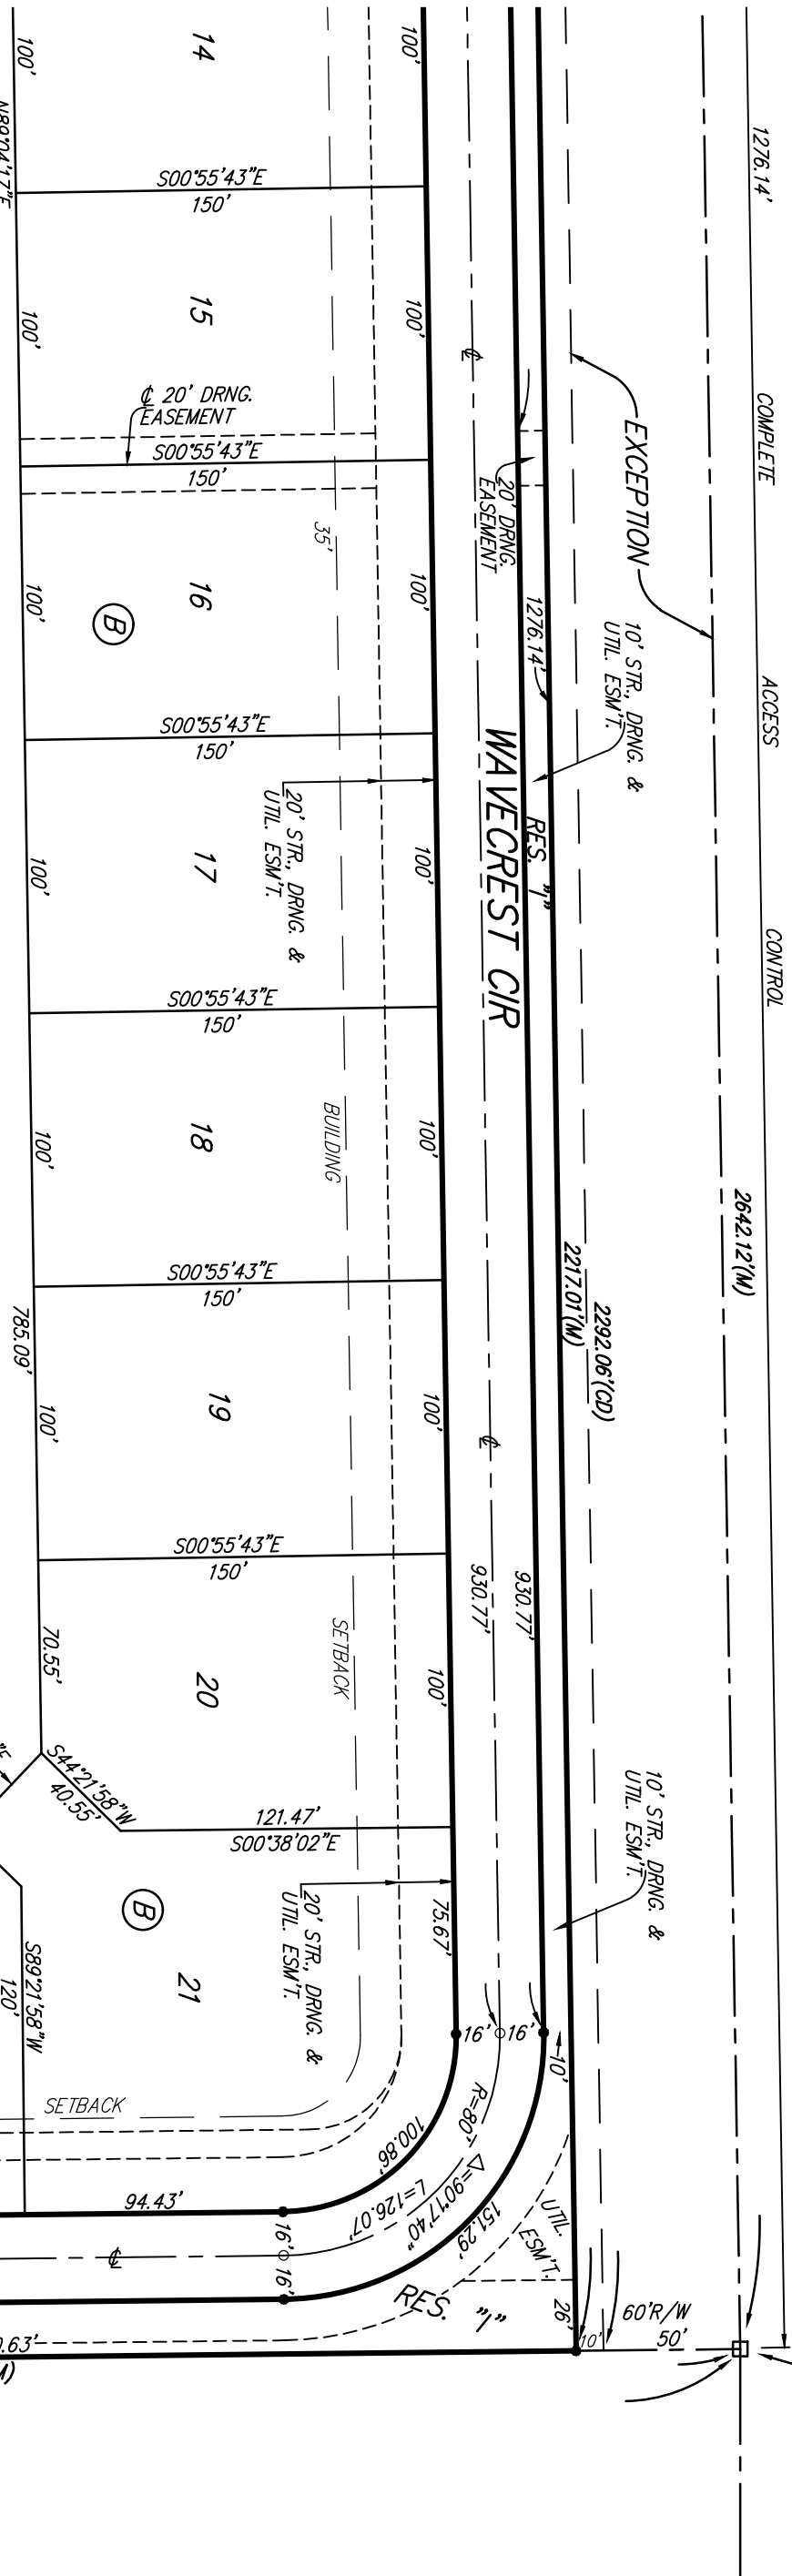 14
100'
100'
1276.14'
N89°04'17"E
S00°55'43"E
150'
15
100'
100'
℄
COMPLETE
℄ 20' DRNG.
EASEMENT
S00°55'43"E
150'
EXCEPTION
20' DRNG.
EASEMENT
35'
16
100'
100'
B
1276.14'
10' STR., DRNG. &
UTIL. ESM'T.
ACCESS
S00°55'43"E
150'
WAVECREST CIR
20' STR., DRNG. &
UTIL. ESM'T.
17
100'
100'
RES. "1"
CONTROL
S00°55'43"E
150'
18
100'
100'
BUILDING
2642.12'(M)
S00°55'43"E
150'
2217.01'(M)
2292.06'(CD)
785.09'
19
100'
100'
℄
S00°55'43"E
150'
930.77'
930.77'
SETBACK
70.55'
20
100'
S44°21'58"W
40.55'
121.47'
S00°38'02"E
10' STR., DRNG. &
UTIL. ESM'T.
B
20' STR., DRNG. &
UTIL. ESM'T.
75.67'
21
S89°21'58"W
120'
16'
16'
10'
SETBACK
R=80'
Δ=90°17'40"
L=126.07'
100.86'
151.29'
94.43'
UTIL.
ESM'T.
16'
16'
℄
RES. "1"
26'
10'
60'R/W
50'
0.63'